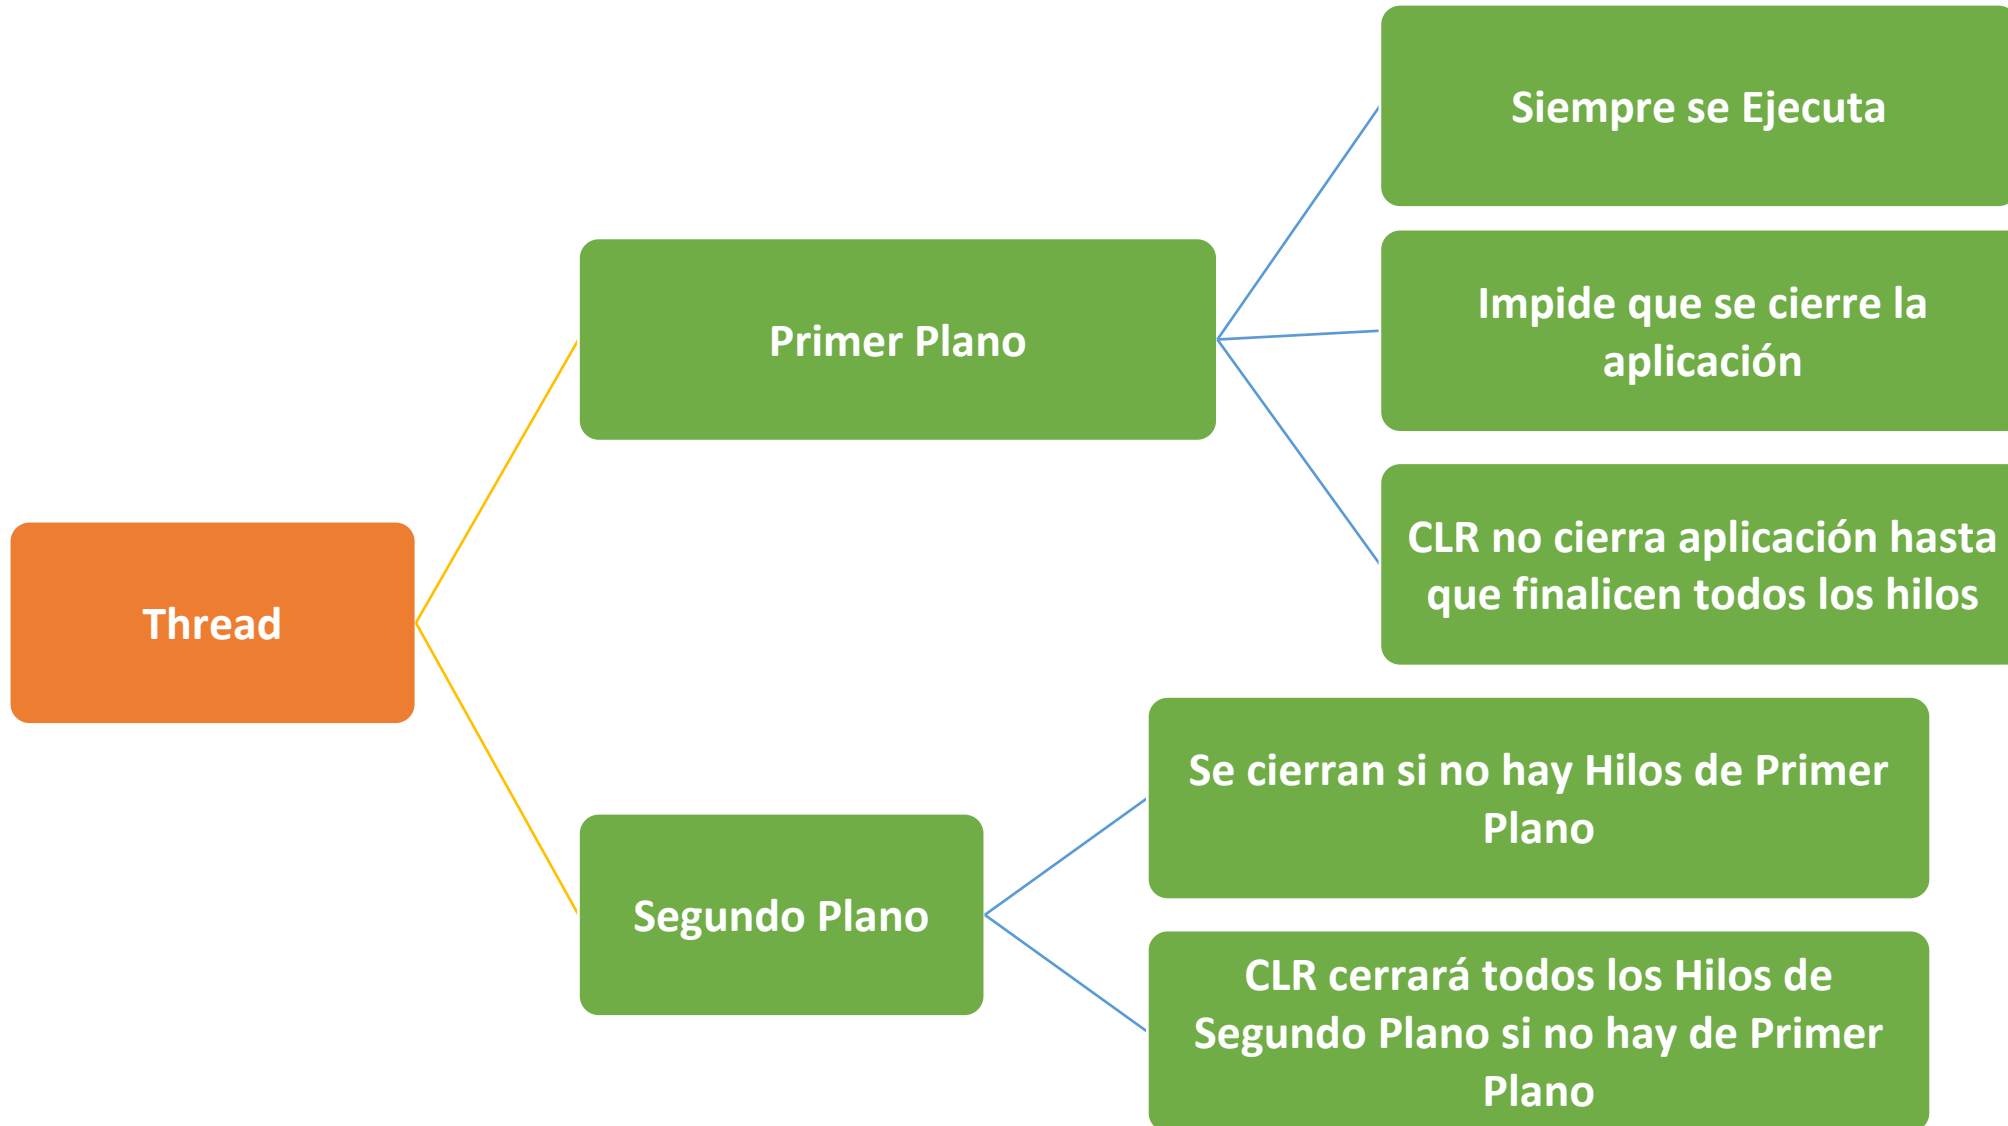 Thread
Primer Plano
Siempre se Ejecuta
Impide que se cierre la
aplicación
CLR no cierra aplicación hasta
que finalicen todos los hilos
Segundo Plano
Se cierran si no hay Hilos de Primer
Plano
CLR cerrará todos los Hilos de
Segundo Plano si no hay de Primer
Plano